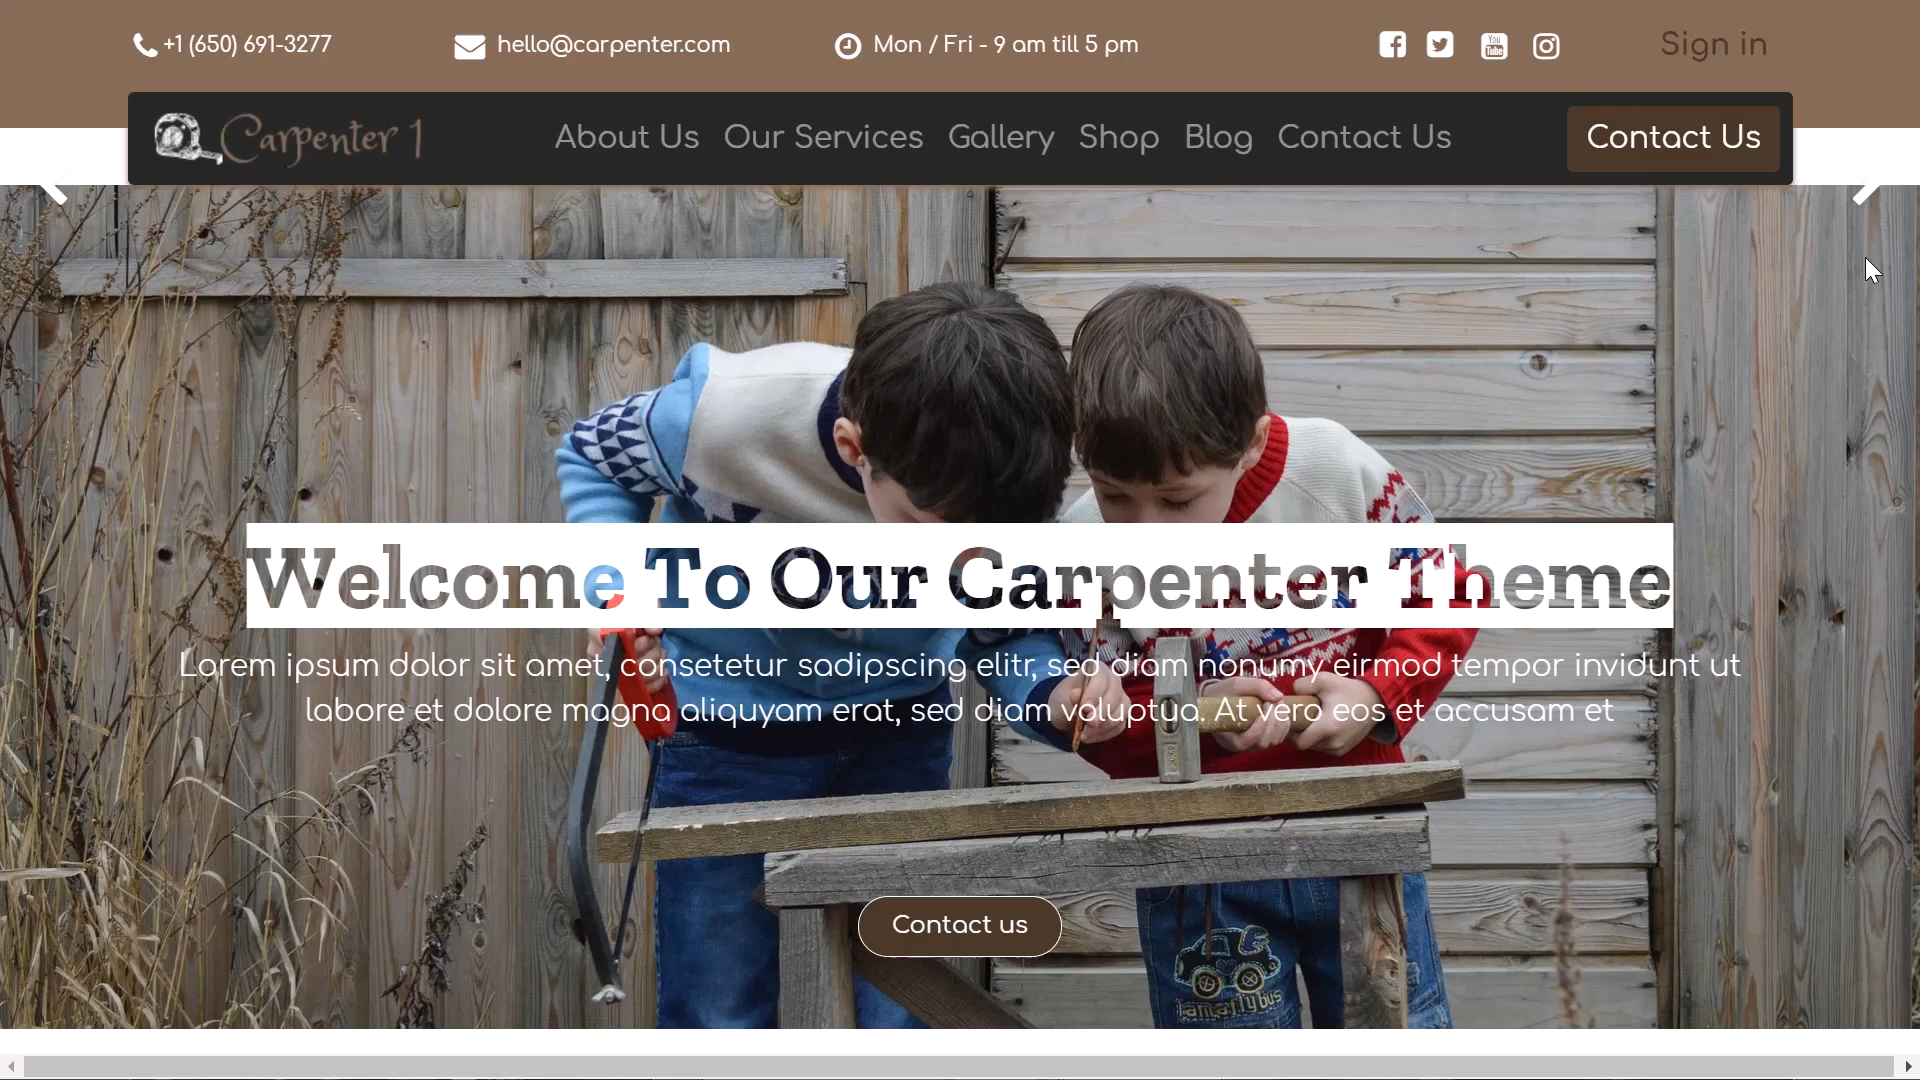 +1 (650) 691-3277
hello@carpenter.com
Mon / Fri - 9 am till 5 pm
You
Tube
Sign in
Carpenter 1
About Us
Our Services
Gallery
Shop
Blog
Contact Us
Contact Us
Welcome To Our Carpenter Theme
Lorem ipsum dolor sit amet, consetetur sadipscing elitr, sed diam nonumy eirmod tempor invidunt ut
labore et dolore magna aliquyam erat, sed diam voluptua. At vero eos et accusam et
Contact us